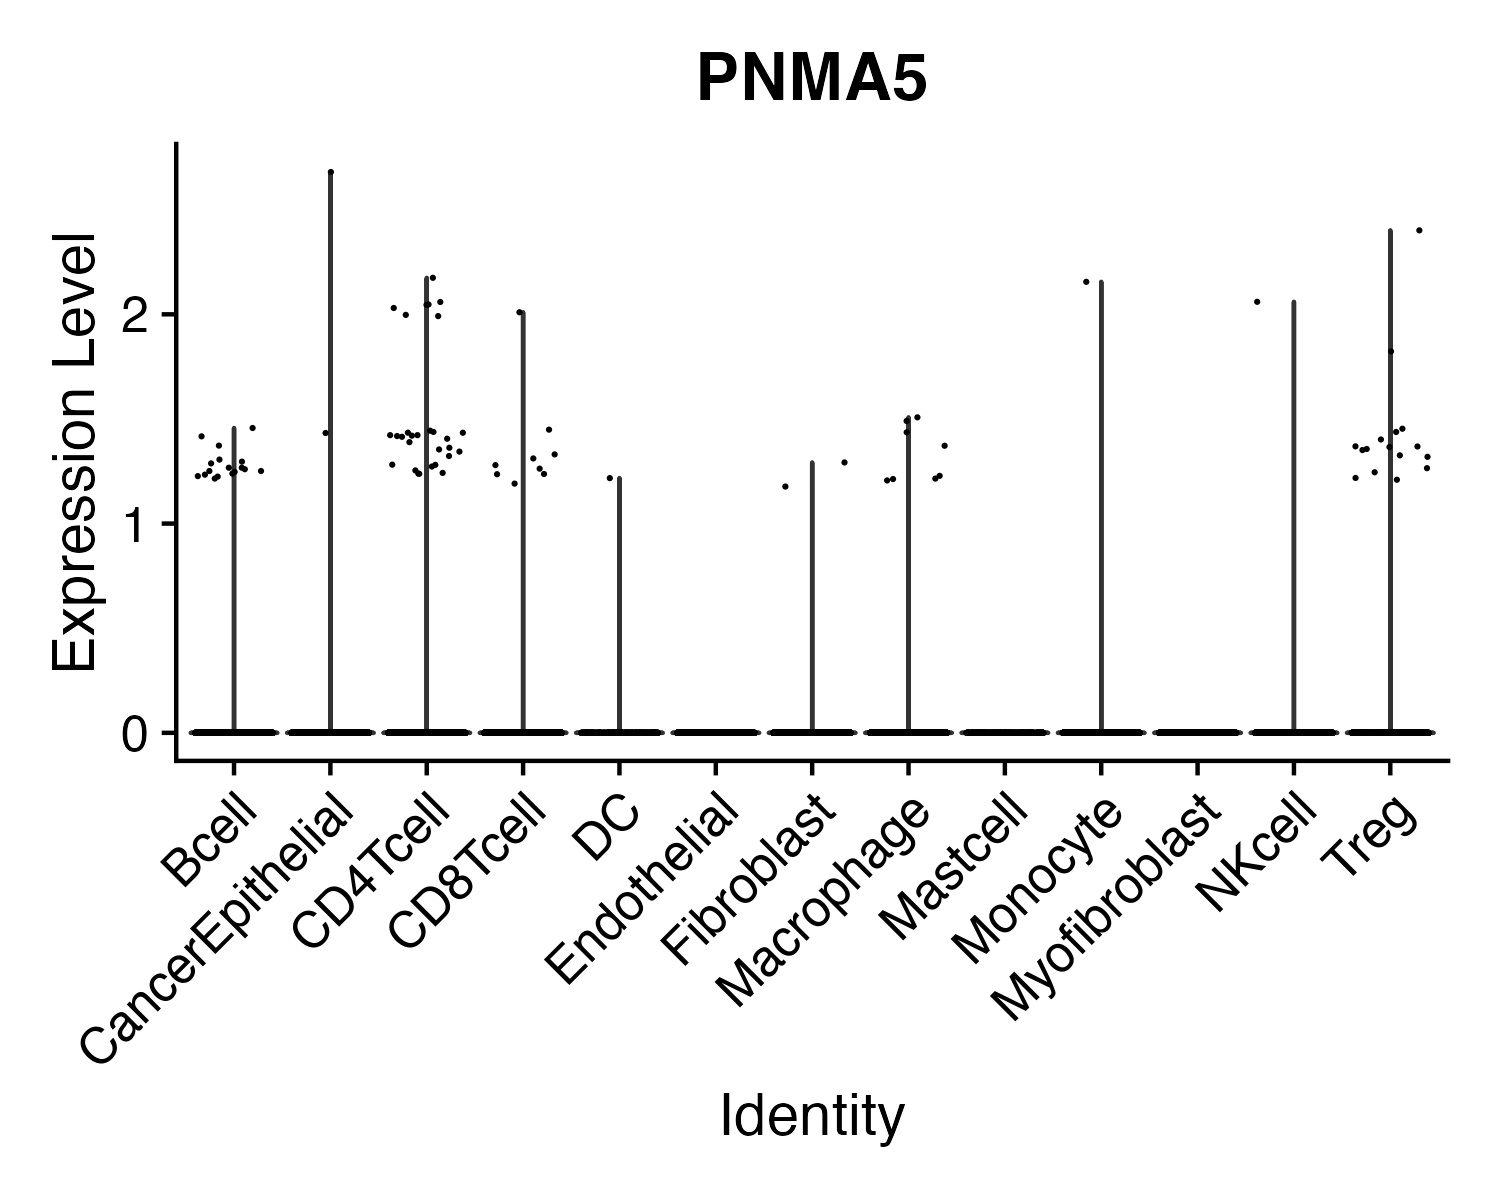 PNMA5
Expression Level
2
1
0
Bcell
CancerEpithelial
CD4Tcell
CD8Tcell
DC
Endothelial
Fibroblast
Macrophage
Mastcell
Monocyte
Myofibroblast
NKcell
Treg
Identity